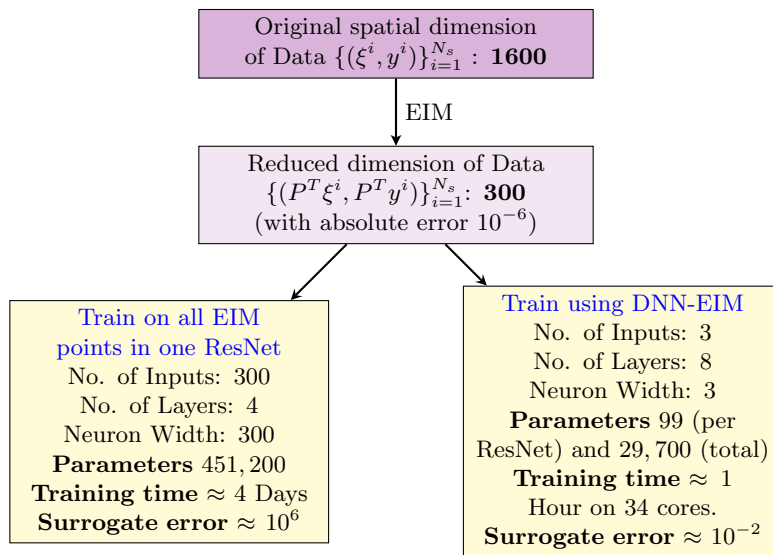 Original spatial dimension
of Data {(ξ^i, y^i)}_{i=1}^{N_s} : 1600
EIM
Reduced dimension of Data
{(P^T ξ^i, P^T y^i)}_{i=1}^{N_s}: 300
(with absolute error 10^{-6})
Train on all EIM
points in one ResNet
No. of Inputs: 300
No. of Layers: 4
Neuron Width: 300
Parameters 451,200
Training time ≈ 4 Days
Surrogate error ≈ 10^6
Train using DNN-EIM
No. of Inputs: 3
No. of Layers: 8
Neuron Width: 3
Parameters 99 (per
ResNet) and 29,700 (total)
Training time ≈ 1
Hour on 34 cores.
Surrogate error ≈ 10^{-2}